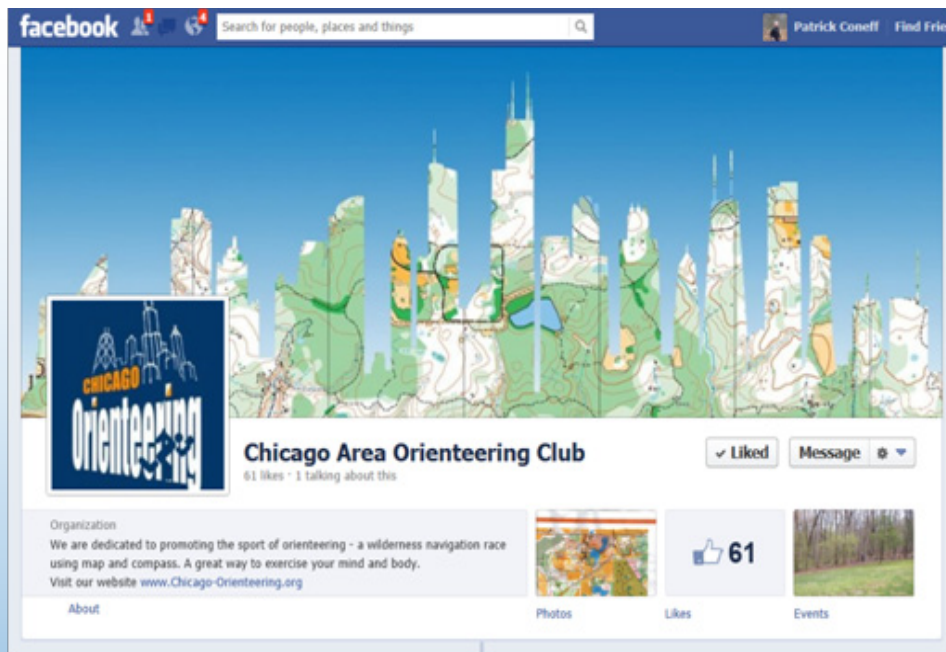 facebook 1 4 Search for people, places and things Patrick Coneff Find Frie
CHICAGO
Orienteering
Chicago Area Orienteering Club
61 likes · 1 talking about this
Liked Message
Organization
We are dedicated to promoting the sport of orienteering - a wilderness navigation race
using map and compass. A great way to exercise your mind and body.
Visit our website www.Chicago-Orienteering.org
About
61
Photos Likes Events